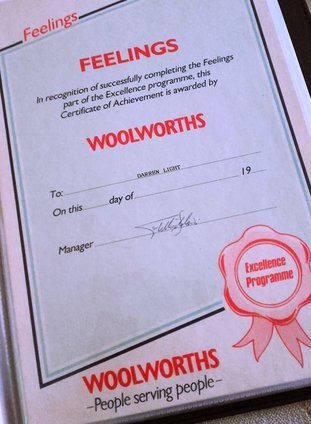 Feelings
FEELINGS
In recognition of successfully completing the Feelings
part of the Excellence programme, this
Certificate of Achievement is awarded by
WOOLWORTHS
To: DARREN LIGHT
On this day of 19
Manager
Excellence
Programme
WOOLWORTHS
-People serving people-